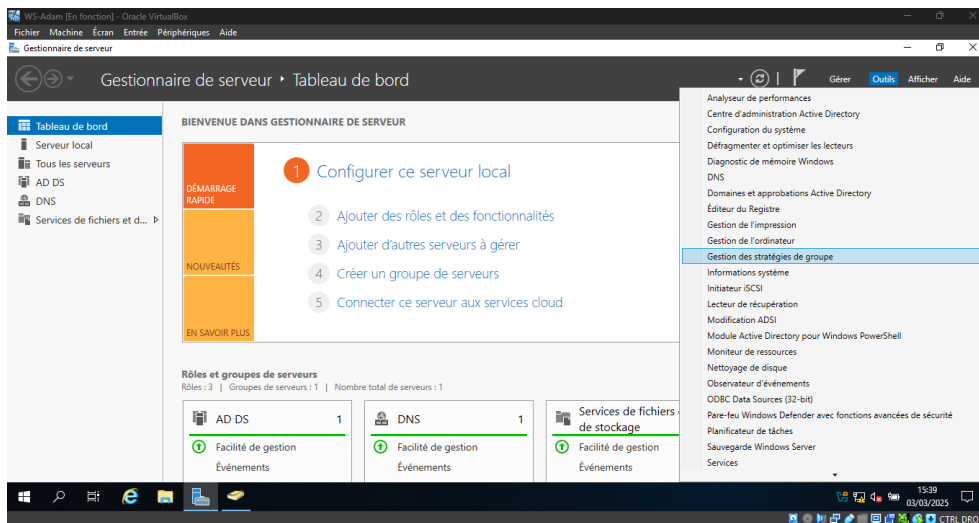 WS-Adam [En fonction] - Oracle VirtualBox
Fichier Machine Écran Entrée Périphériques Aide
Gestionnaire de serveur
Gestionnaire de serveur • Tableau de bord
Gérer Outils Afficher Aide
Tableau de bord
Serveur local
Tous les serveurs
AD DS
DNS
Services de fichiers et d...
BIENVENUE DANS GESTIONNAIRE DE SERVEUR
DÉMARRAGE
RAPIDE
NOUVEAUTÉS
EN SAVOIR PLUS
1 Configurer ce serveur local
2 Ajouter des rôles et des fonctionnalités
3 Ajouter d'autres serveurs à gérer
4 Créer un groupe de serveurs
5 Connecter ce serveur aux services cloud
Rôles et groupes de serveurs
Rôles : 3 | Groupes de serveurs : 1 | Nombre total de serveurs : 1
AD DS 1
Facilité de gestion
Événements
DNS 1
Facilité de gestion
Événements
Services de fichiers
de stockage
Facilité de gestion
Événements
Analyseur de performances
Centre d'administration Active Directory
Configuration du système
Défragmenter et optimiser les lecteurs
Diagnostic de mémoire Windows
DNS
Domaines et approbations Active Directory
Éditeur du Registre
Gestion de l'impression
Gestion de l'ordinateur
Gestion des stratégies de groupe
Informations système
Initiateur iSCSI
Lecteur de récupération
Modification ADSI
Module Active Directory pour Windows PowerShell
Moniteur de ressources
Nettoyage de disque
Observateur d'événements
ODBC Data Sources (32-bit)
Pare-feu Windows Defender avec fonctions avancées de sécurité
Planificateur de tâches
Sauvegarde Windows Server
Services
15:39
03/03/2025
CTRL DRO